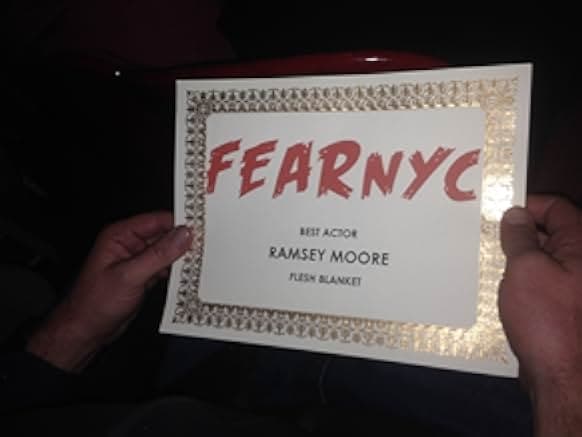 FEARNYC
BEST ACTOR
RAMSEY MOORE
FLESH BLANKET